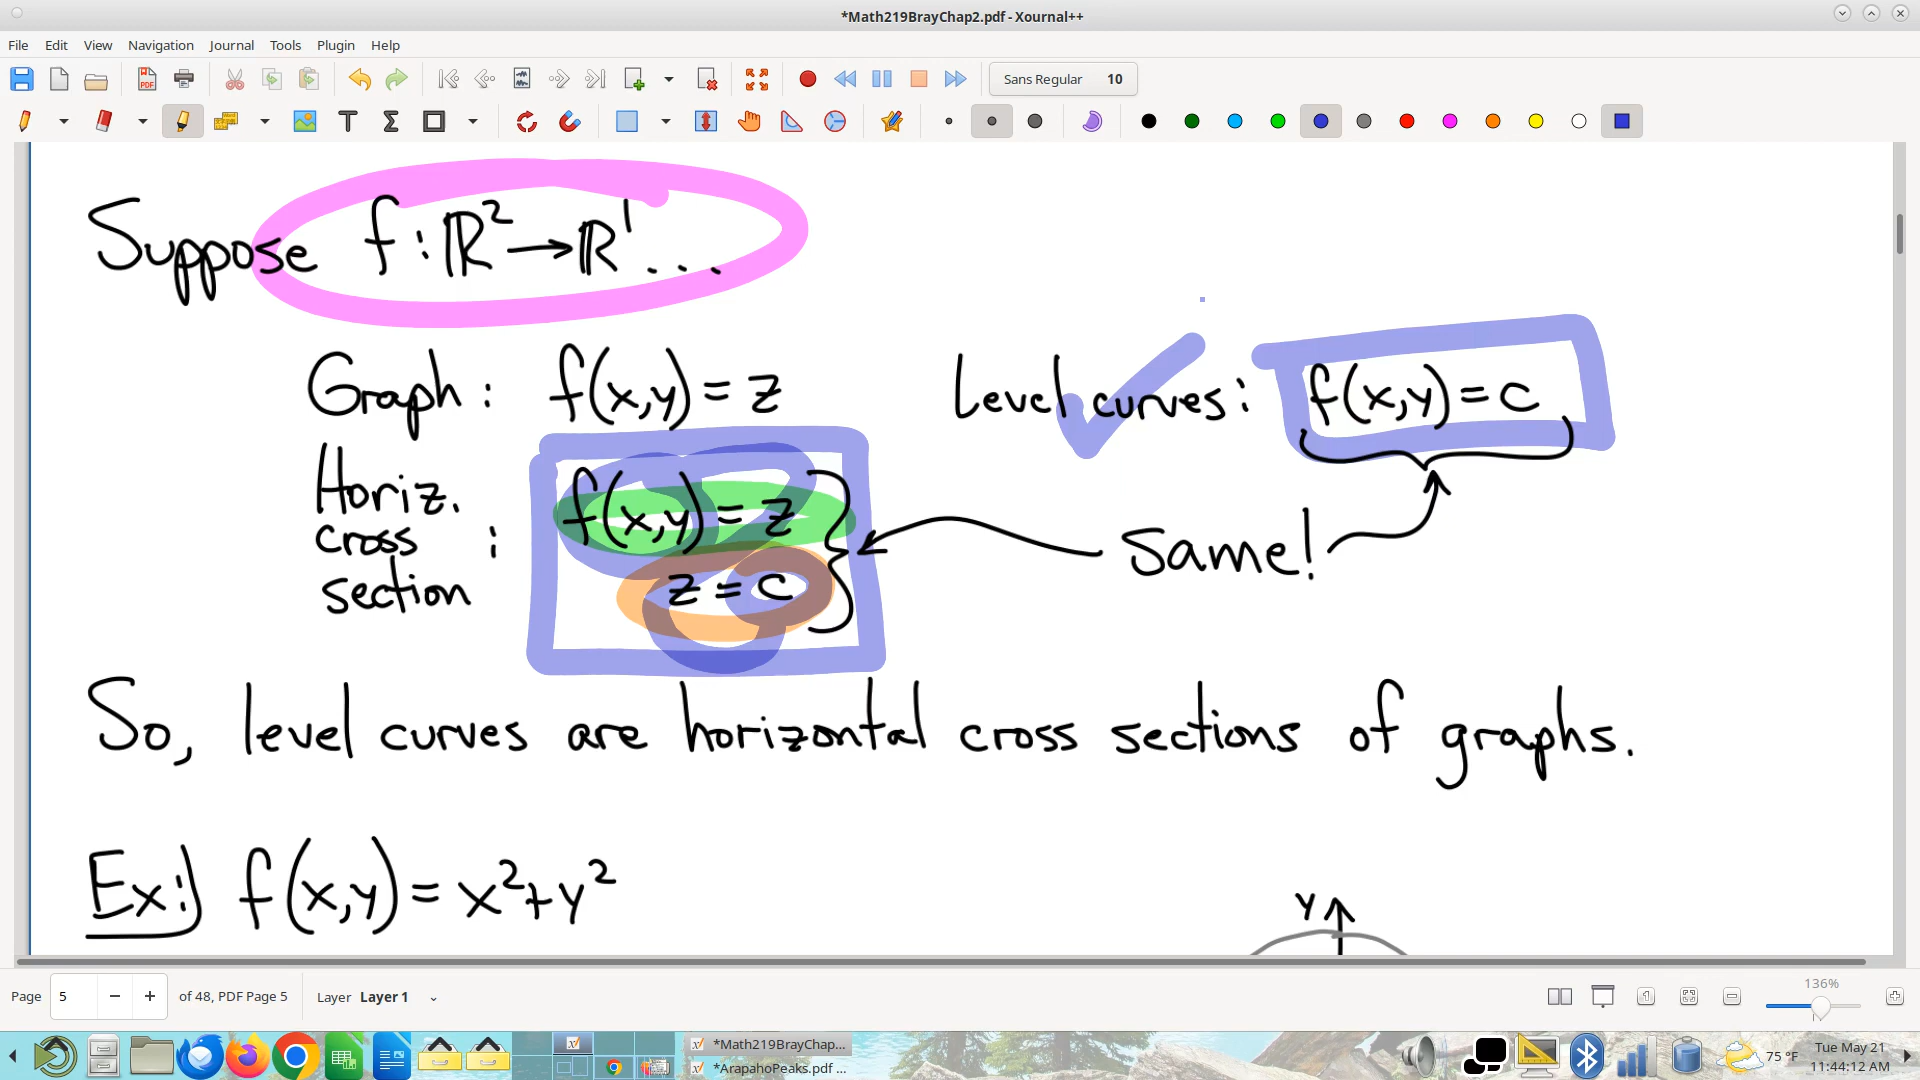 *Math219BrayChap2.pdf - Xournal++
File Edit View Navigation Journal Tools Plugin Help
Sans Regular 10
Suppose f : ℝ² → ℝ¹ ...
Graph : f(x,y) = z
Level curves : f(x,y) = c
Horiz. cross section :
f(x,y) = z
z = c
Same!
So, level curves are horizontal cross sections of graphs.
Ex:) f(x,y) = x²+y²
y
Page 5 of 48, PDF Page 5 Layer Layer 1
136%
*Math219BrayChap...
*ArapahoPeaks.pdf ...
75 °F
Tue May 21
11:44:12 AM